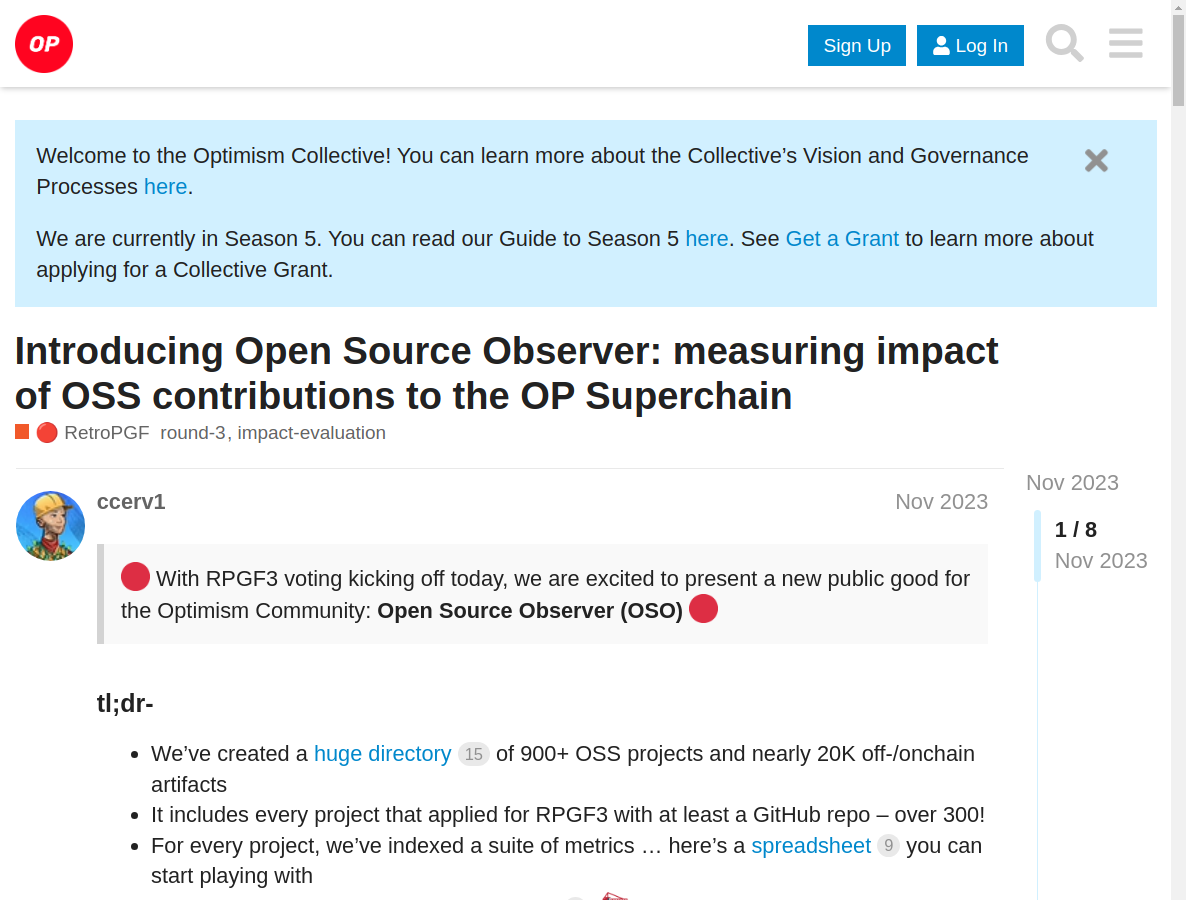 OP
Sign Up
Log In
Welcome to the Optimism Collective! You can learn more about the Collective’s Vision and Governance
Processes here.
We are currently in Season 5. You can read our Guide to Season 5 here. See Get a Grant to learn more about
applying for a Collective Grant.
Introducing Open Source Observer: measuring impact
of OSS contributions to the OP Superchain
RetroPGF round-3, impact-evaluation
ccerv1
Nov 2023
Nov 2023
1 / 8
Nov 2023
With RPGF3 voting kicking off today, we are excited to present a new public good for
the Optimism Community: Open Source Observer (OSO)
tl;dr-
We’ve created a huge directory 15 of 900+ OSS projects and nearly 20K off-/onchain
artifacts
It includes every project that applied for RPGF3 with at least a GitHub repo – over 300!
For every project, we’ve indexed a suite of metrics … here’s a spreadsheet 9 you can
start playing with